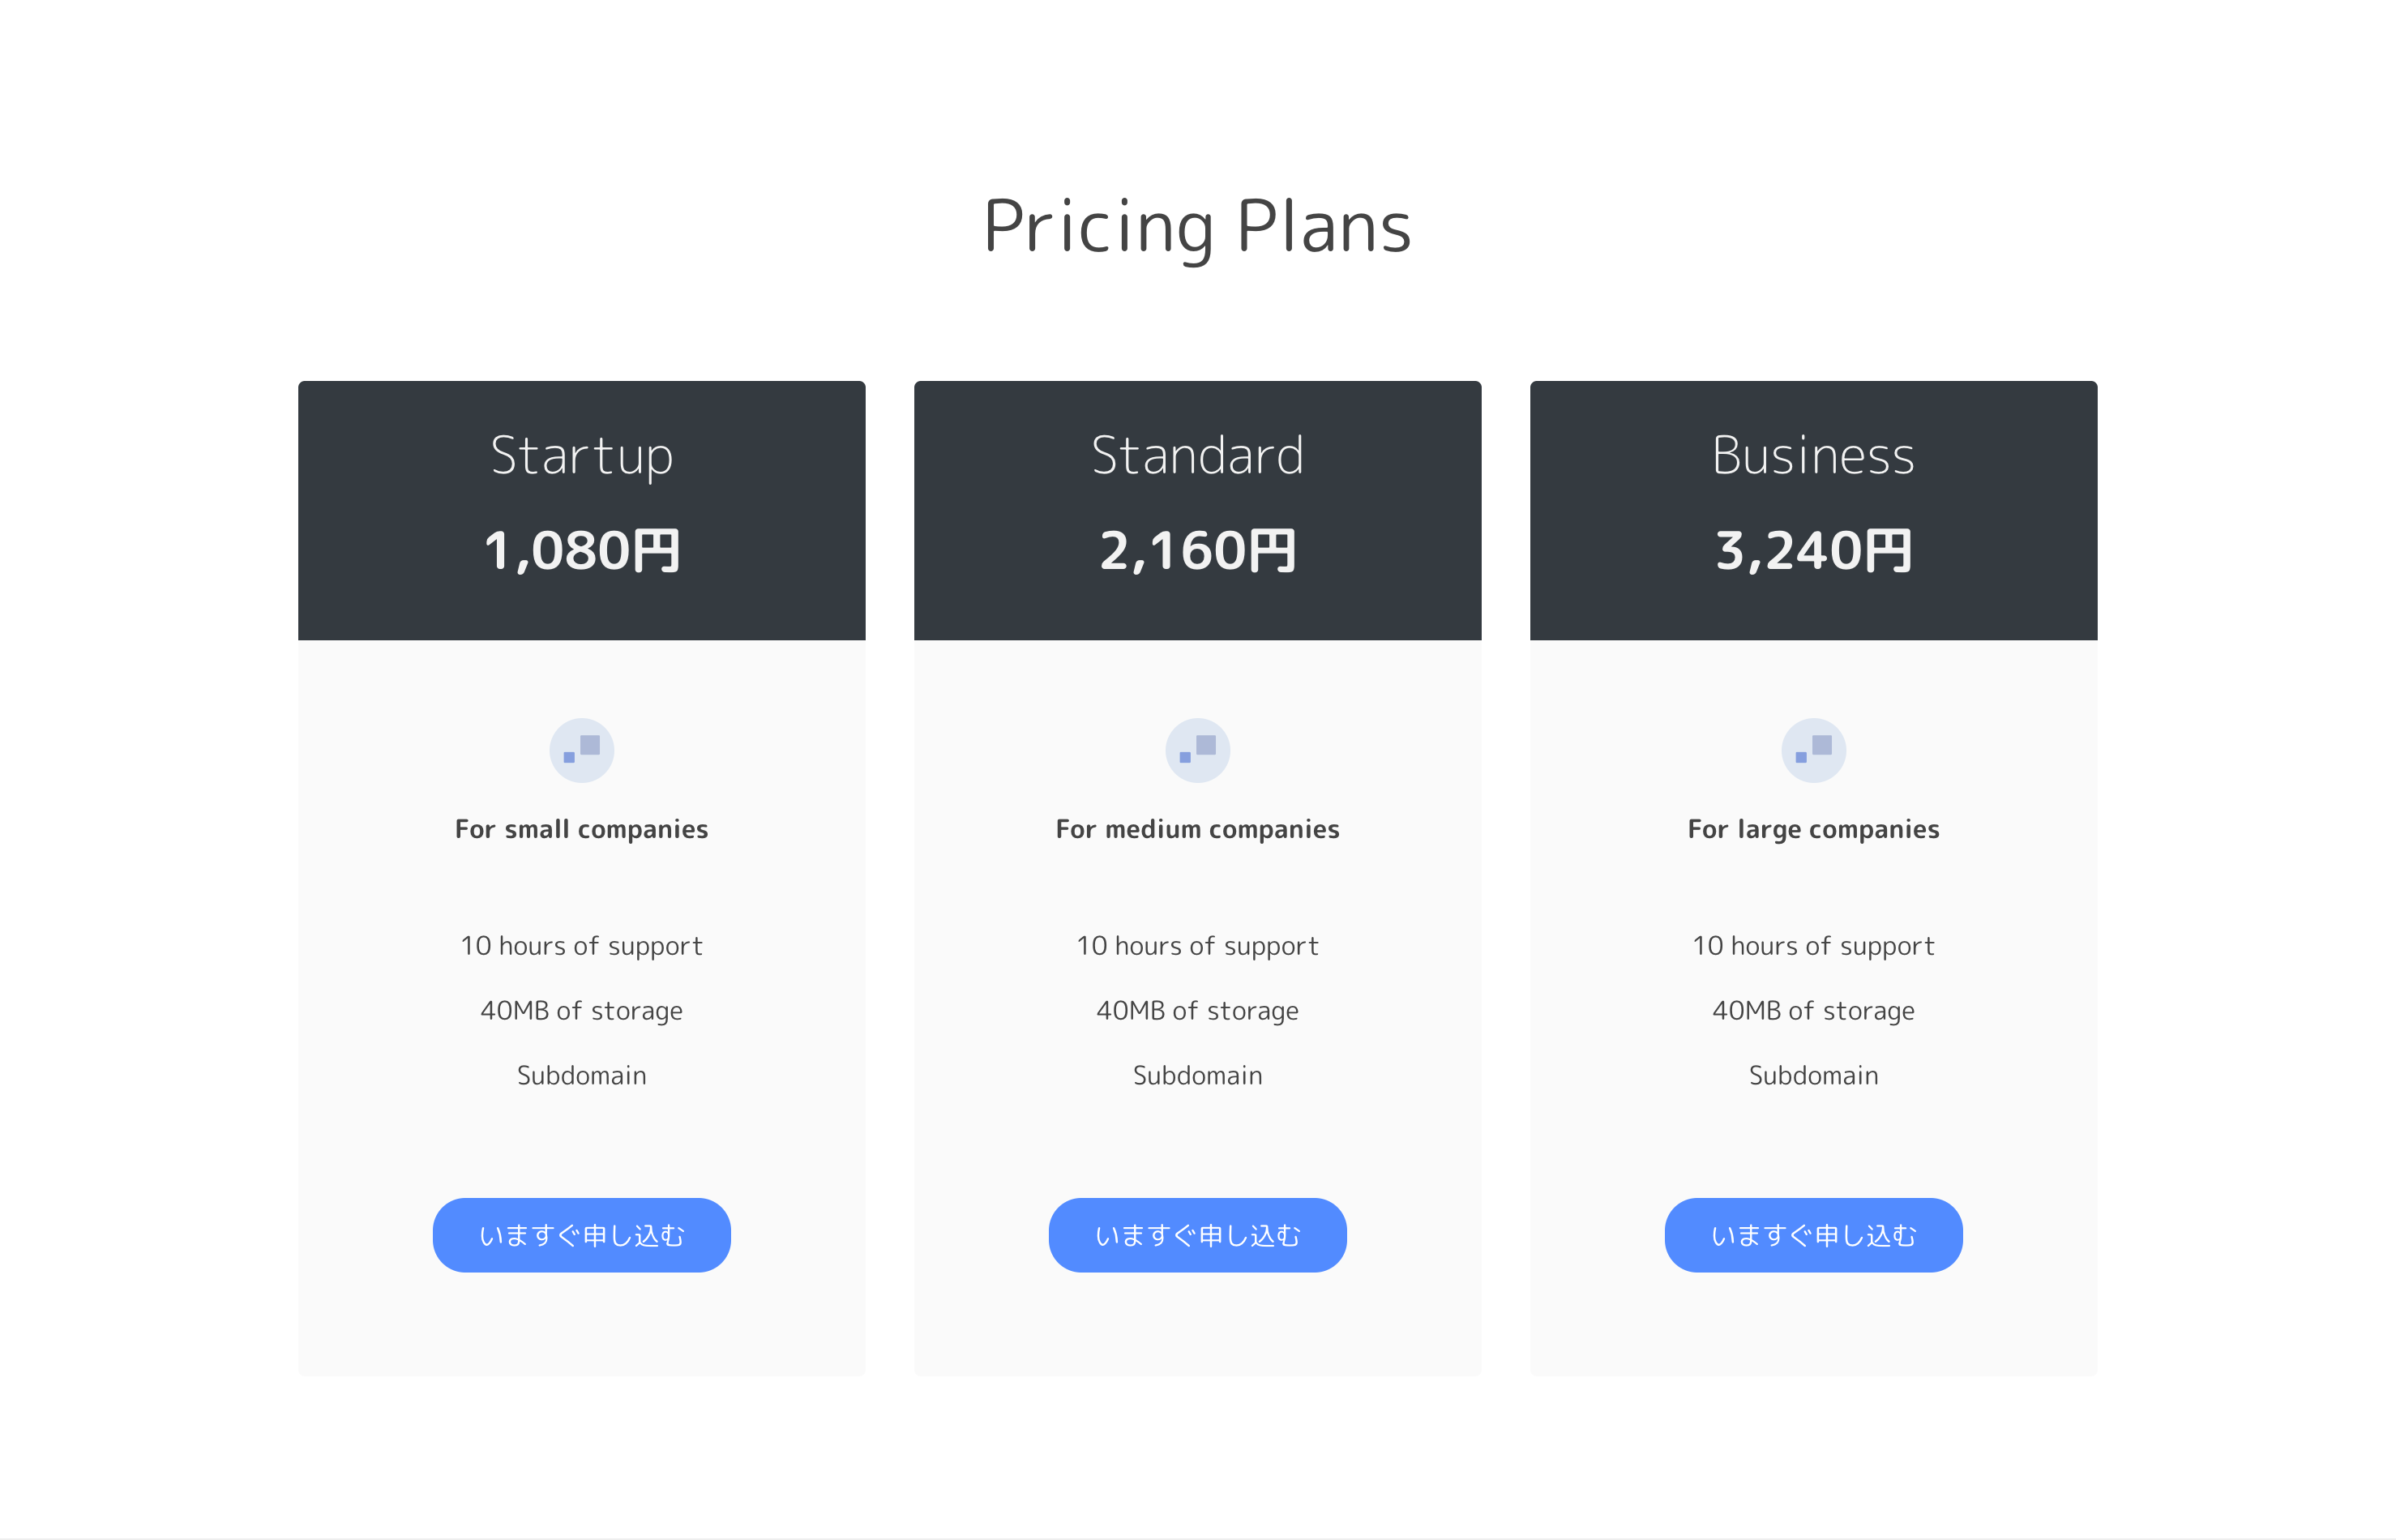 Pricing Plans
Startup
1,080円
For small companies
10 hours of support
40MB of storage
Subdomain
いますぐ申し込む
Standard
2,160円
For medium companies
10 hours of support
40MB of storage
Subdomain
いますぐ申し込む
Business
3,240円
For large companies
10 hours of support
40MB of storage
Subdomain
いますぐ申し込む